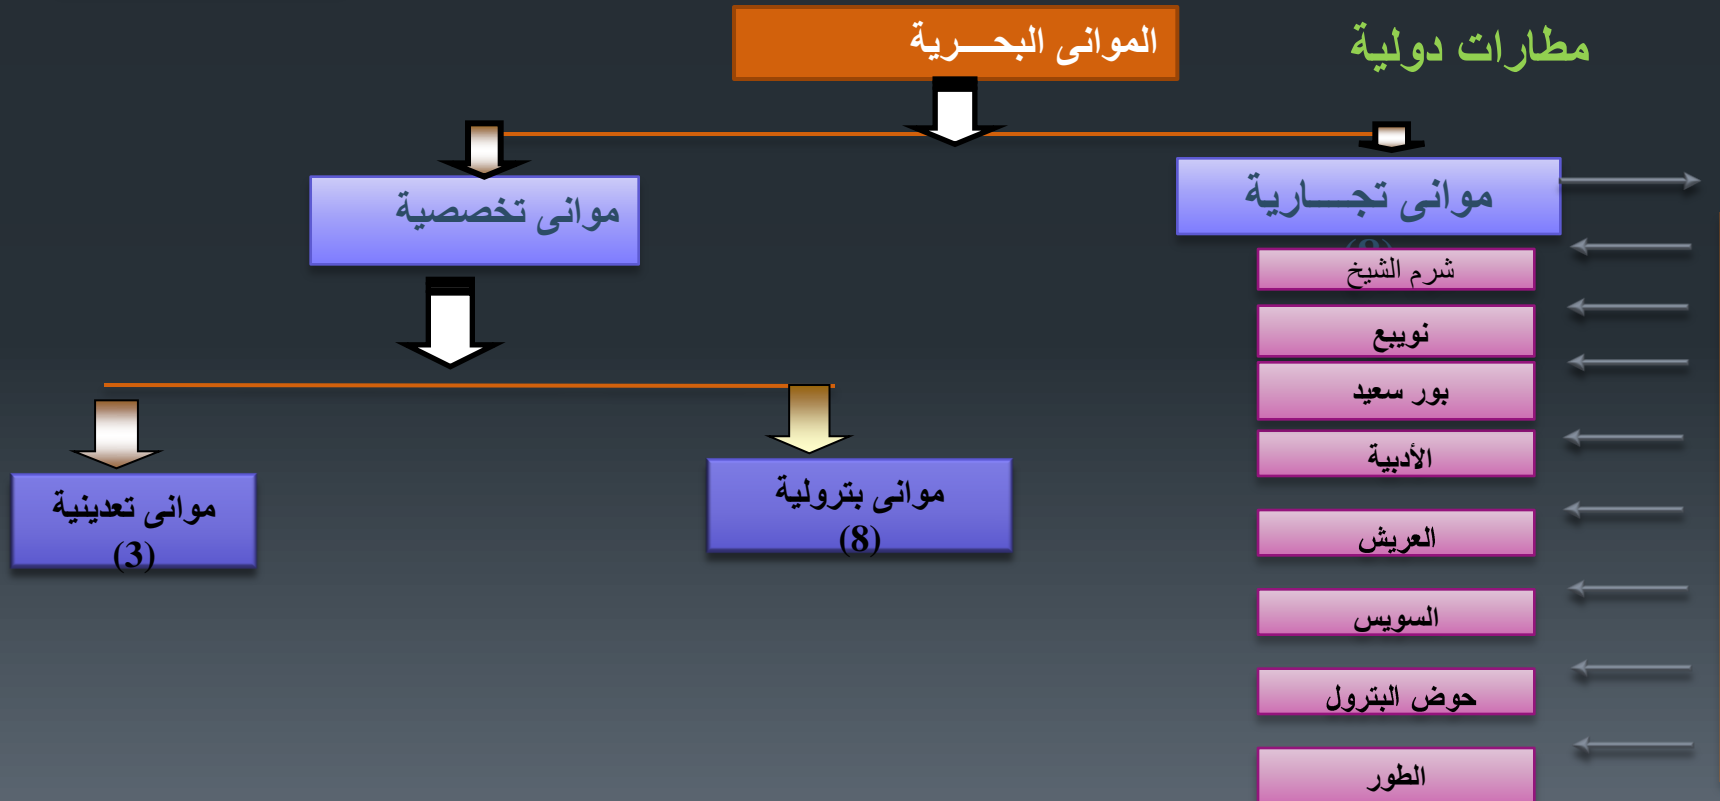 مطارات دولية
الموانى البحـــرية
موانى تجـــارية
موانى تخصصية
شرم الشيخ
نويبع
بور سعيد
الأدبية
العريش
السويس
حوض البترول
الطور
موانى بترولية
(8)
موانى تعدينية
(3)